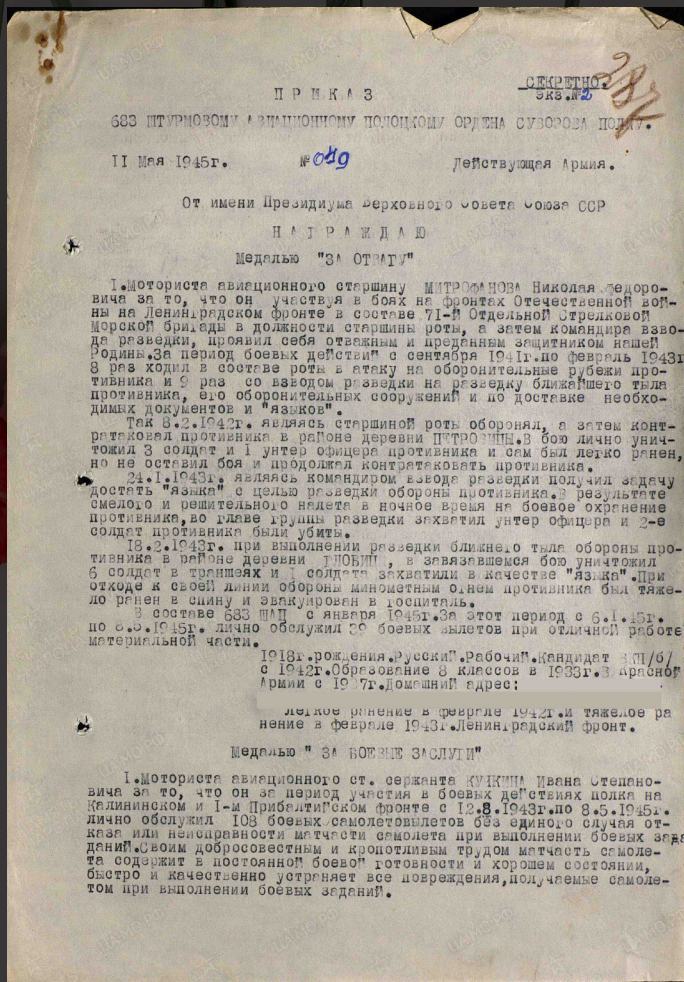 СЕКРЕТНО.
экз.№2
387
ПРИКАЗ
683 ШТУРМОВОМУ АВИАЦИОННОМУ ПОЛОЦКОМУ ОРДЕНА СУВОРОВА ПОЛКУ.
II Мая 1945г. № 049 Действующая Армия.
От имени Президиума Верховного Совета Союза ССР
НАГРАЖДАЮ
Медалью "ЗА ОТВАГУ"
I.Моториста авиационного старшину МИТРОФАНОВА Николая Федоро-
вича за то, что он участвуя в боях на фронтах Отечественной вой-
ны на Ленинградском фронте в составе 71-й Отдельной Стрелковой
Морской бригады в должности старшины роты, а затем командира взво-
да разведки, проявил себя отважным и преданным защитником нашей
Родины.За период боевых действий с сентября 1941г.по февраль 1943г
8 раз ходил в составе роты в атаку на оборонительные рубежи про-
тивника и 9 раз со взводом разведки на разведку ближайшего тыла
противника, его оборонительных сооружений и по доставке необхо-
димых документов и "языков".
Так 8.2.1942г. являясь старшиной роты оборонял, а затем конт-
ратаковал противника в районе деревни ПЕТРОВИНЫ.В бою лично унич-
тожил 3 солдат и 1 унтер офицера противника и сам был легко ранен,
но не оставил боя и продолжал контратаковать противника.
24.1.1943г. являясь командиром взвода разведки получил задачу
достать "языка" с целью разведки обороны противника.В результате
смелого и решительного налета в ночное время на боевое охранение
противника,во главе группы разведки захватил унтер офицера и 2-е
солдат противника были убиты.
18.2.1943г. при выполнении разведки ближнего тыла обороны про-
тивника в районе деревни , в завязавшемся бою уничтожил
6 солдат в траншеях и I солдата захватили в качестве "языка".При
отходе к своей линии обороны минометным огнем противника был тяже-
ло ранен в спину и эвакуирован в госпиталь.
В составе 683 ШАП с января 1945г.За этот период с 6.1.45г.
по 8.5.1945г. лично обслужил 39 боевых вылетов при отличной работе
материальной части.
1918г.рождения.Русский.Рабочий.Кандидат ВКП/б/
с 1942г.Образование 8 классов в 1933г.В Красной
Армии с 1937г.Домашний адрес:
легкое ранение в феврале 1942г.и тяжелое ра
нение в феврале 1943г.Ленинградский фронт.
Медалью " ЗА БОЕВЫЕ ЗАСЛУГИ"
I.Моториста авиационного ст. сержанта КУЧКИНА Ивана Степано-
вича за то, что он за период участия в боевых действиях полка на
Калининском и I-м Прибалтийском фронте с 12.8.1943г.по 8.5.1945г.
лично обслужил 108 боевых самолетовылетов без единого случая от-
каза или неисправности матчасти самолета при выполнении боевых зада
даний.Своим добросовестным и кропотливым трудом матчасть самоле-
та содержит в постоянной боевой готовности и хорошем состоянии,
быстро и качественно устраняет все повреждения,получаемые самоле-
том при выполнении боевых заданий.